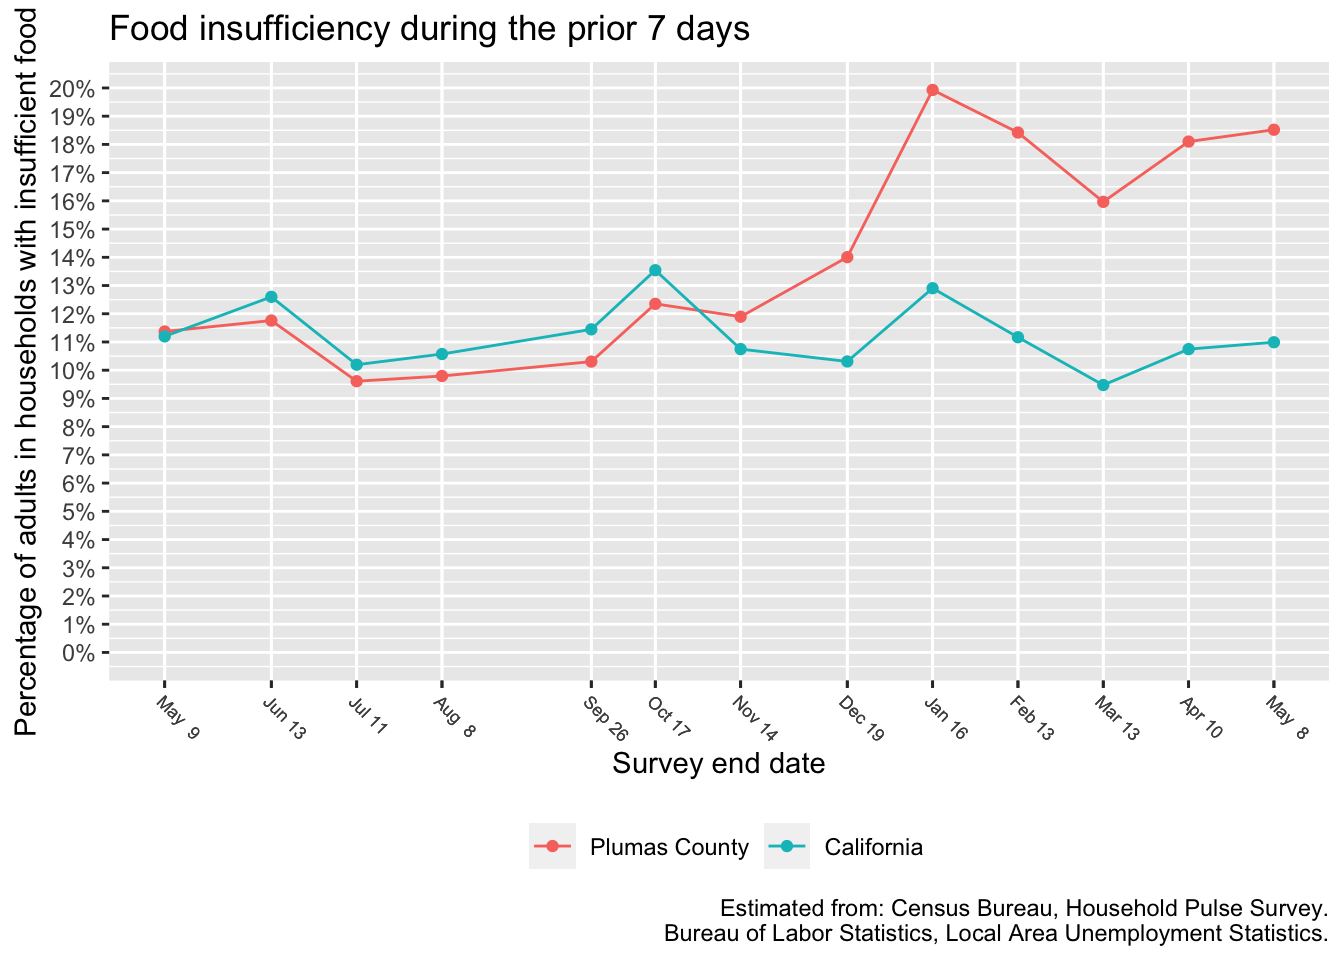 Food insufficiency during the prior 7 days
Percentage of adults in households with insufficient food
20%
19%
18%
17%
16%
15%
14%
13%
12%
11%
10%
9%
8%
7%
6%
5%
4%
3%
2%
1%
0%
May 9
Jun 13
Jul 11
Aug 8
Sep 26
Oct 17
Nov 14
Dec 19
Jan 16
Feb 13
Mar 13
Apr 10
May 8
Survey end date
Plumas County
California
Estimated from: Census Bureau, Household Pulse Survey.
Bureau of Labor Statistics, Local Area Unemployment Statistics.